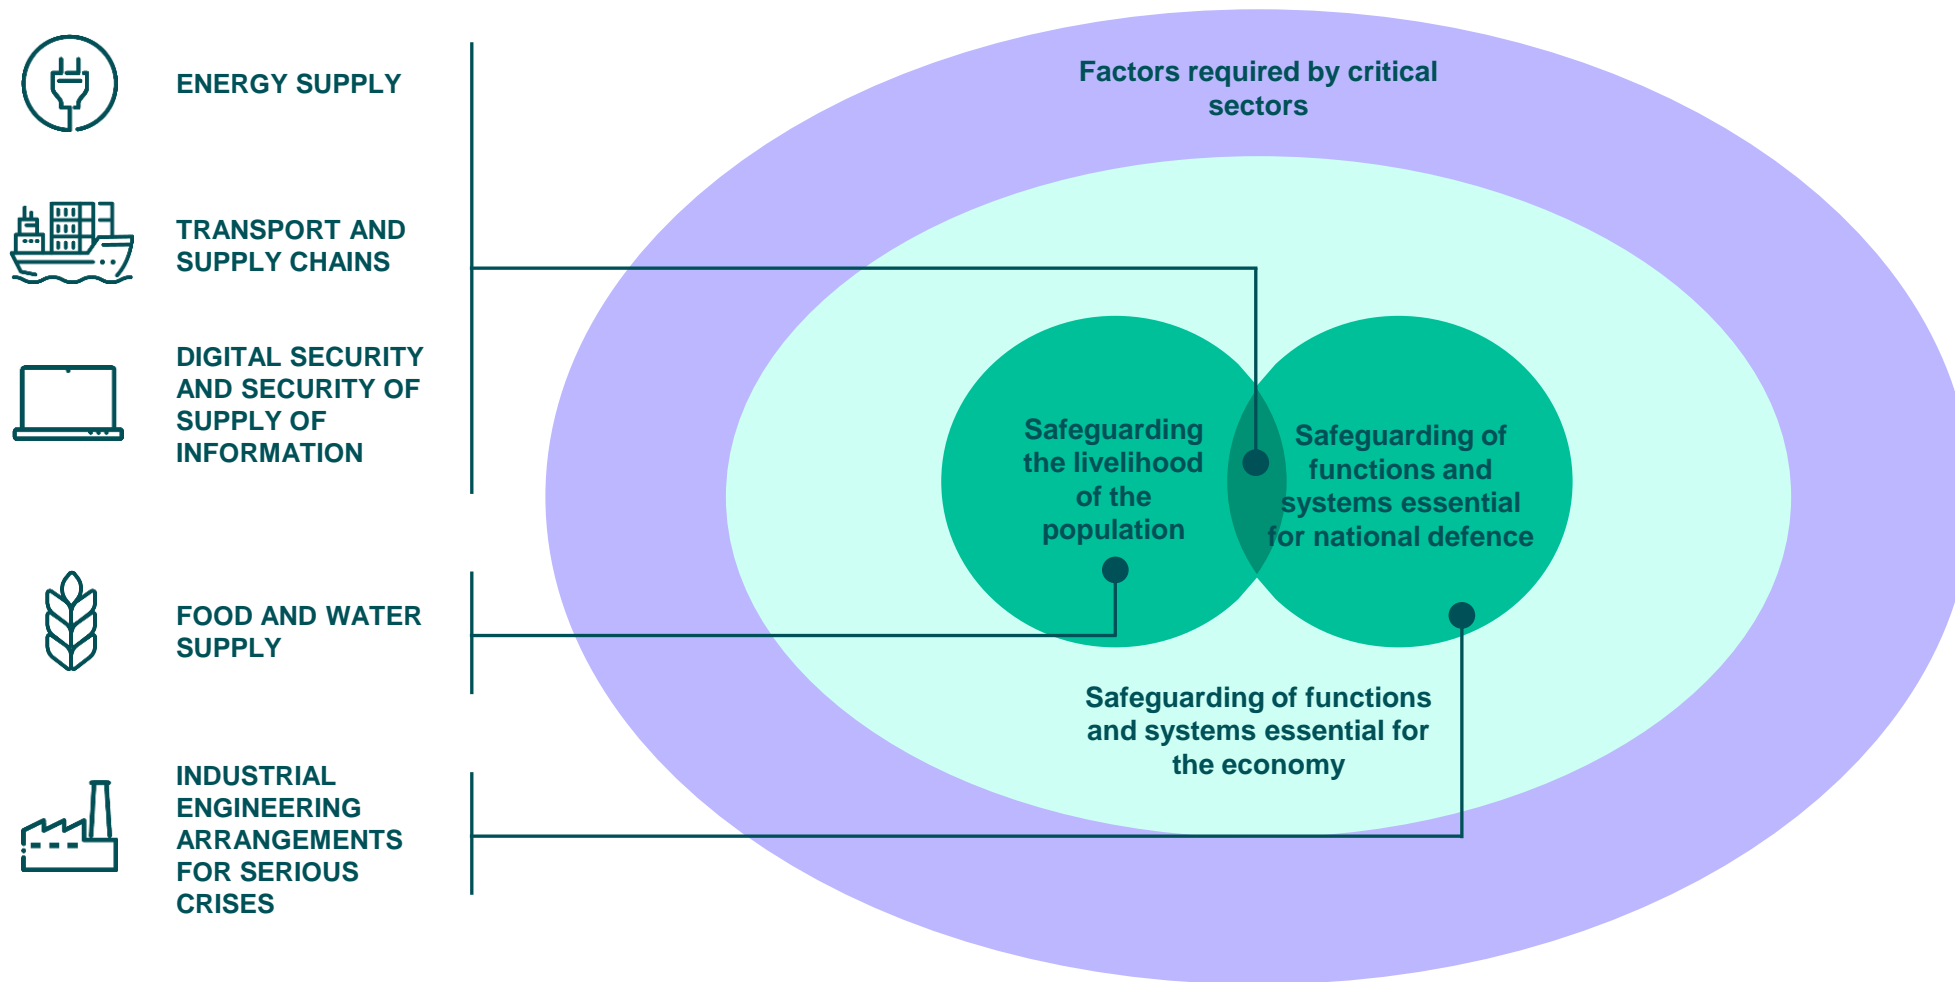 ENERGY SUPPLY
TRANSPORT AND
SUPPLY CHAINS
DIGITAL SECURITY
AND SECURITY OF
SUPPLY OF
INFORMATION
FOOD AND WATER
SUPPLY
INDUSTRIAL
ENGINEERING
ARRANGEMENTS
FOR SERIOUS
CRISES
Factors required by critical
sectors
Safeguarding
the livelihood
of the
population
Safeguarding of
functions and
systems essential
for national defence
Safeguarding of functions
and systems essential for
the economy